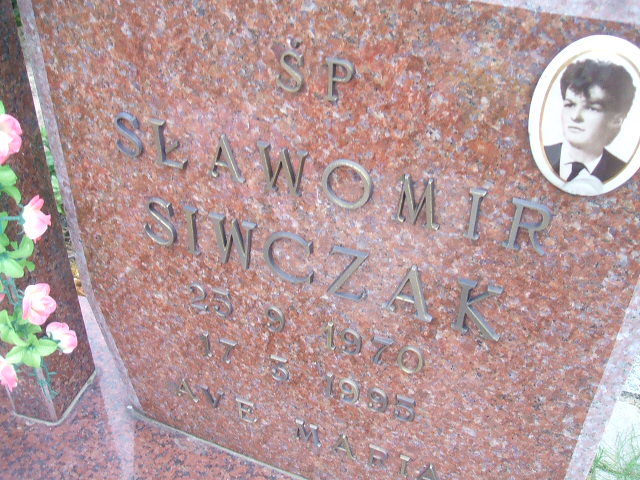 ŚP
SŁAWOMIR
SIWCZAK
25 9 1970
17 5 1995
AVE MARIA